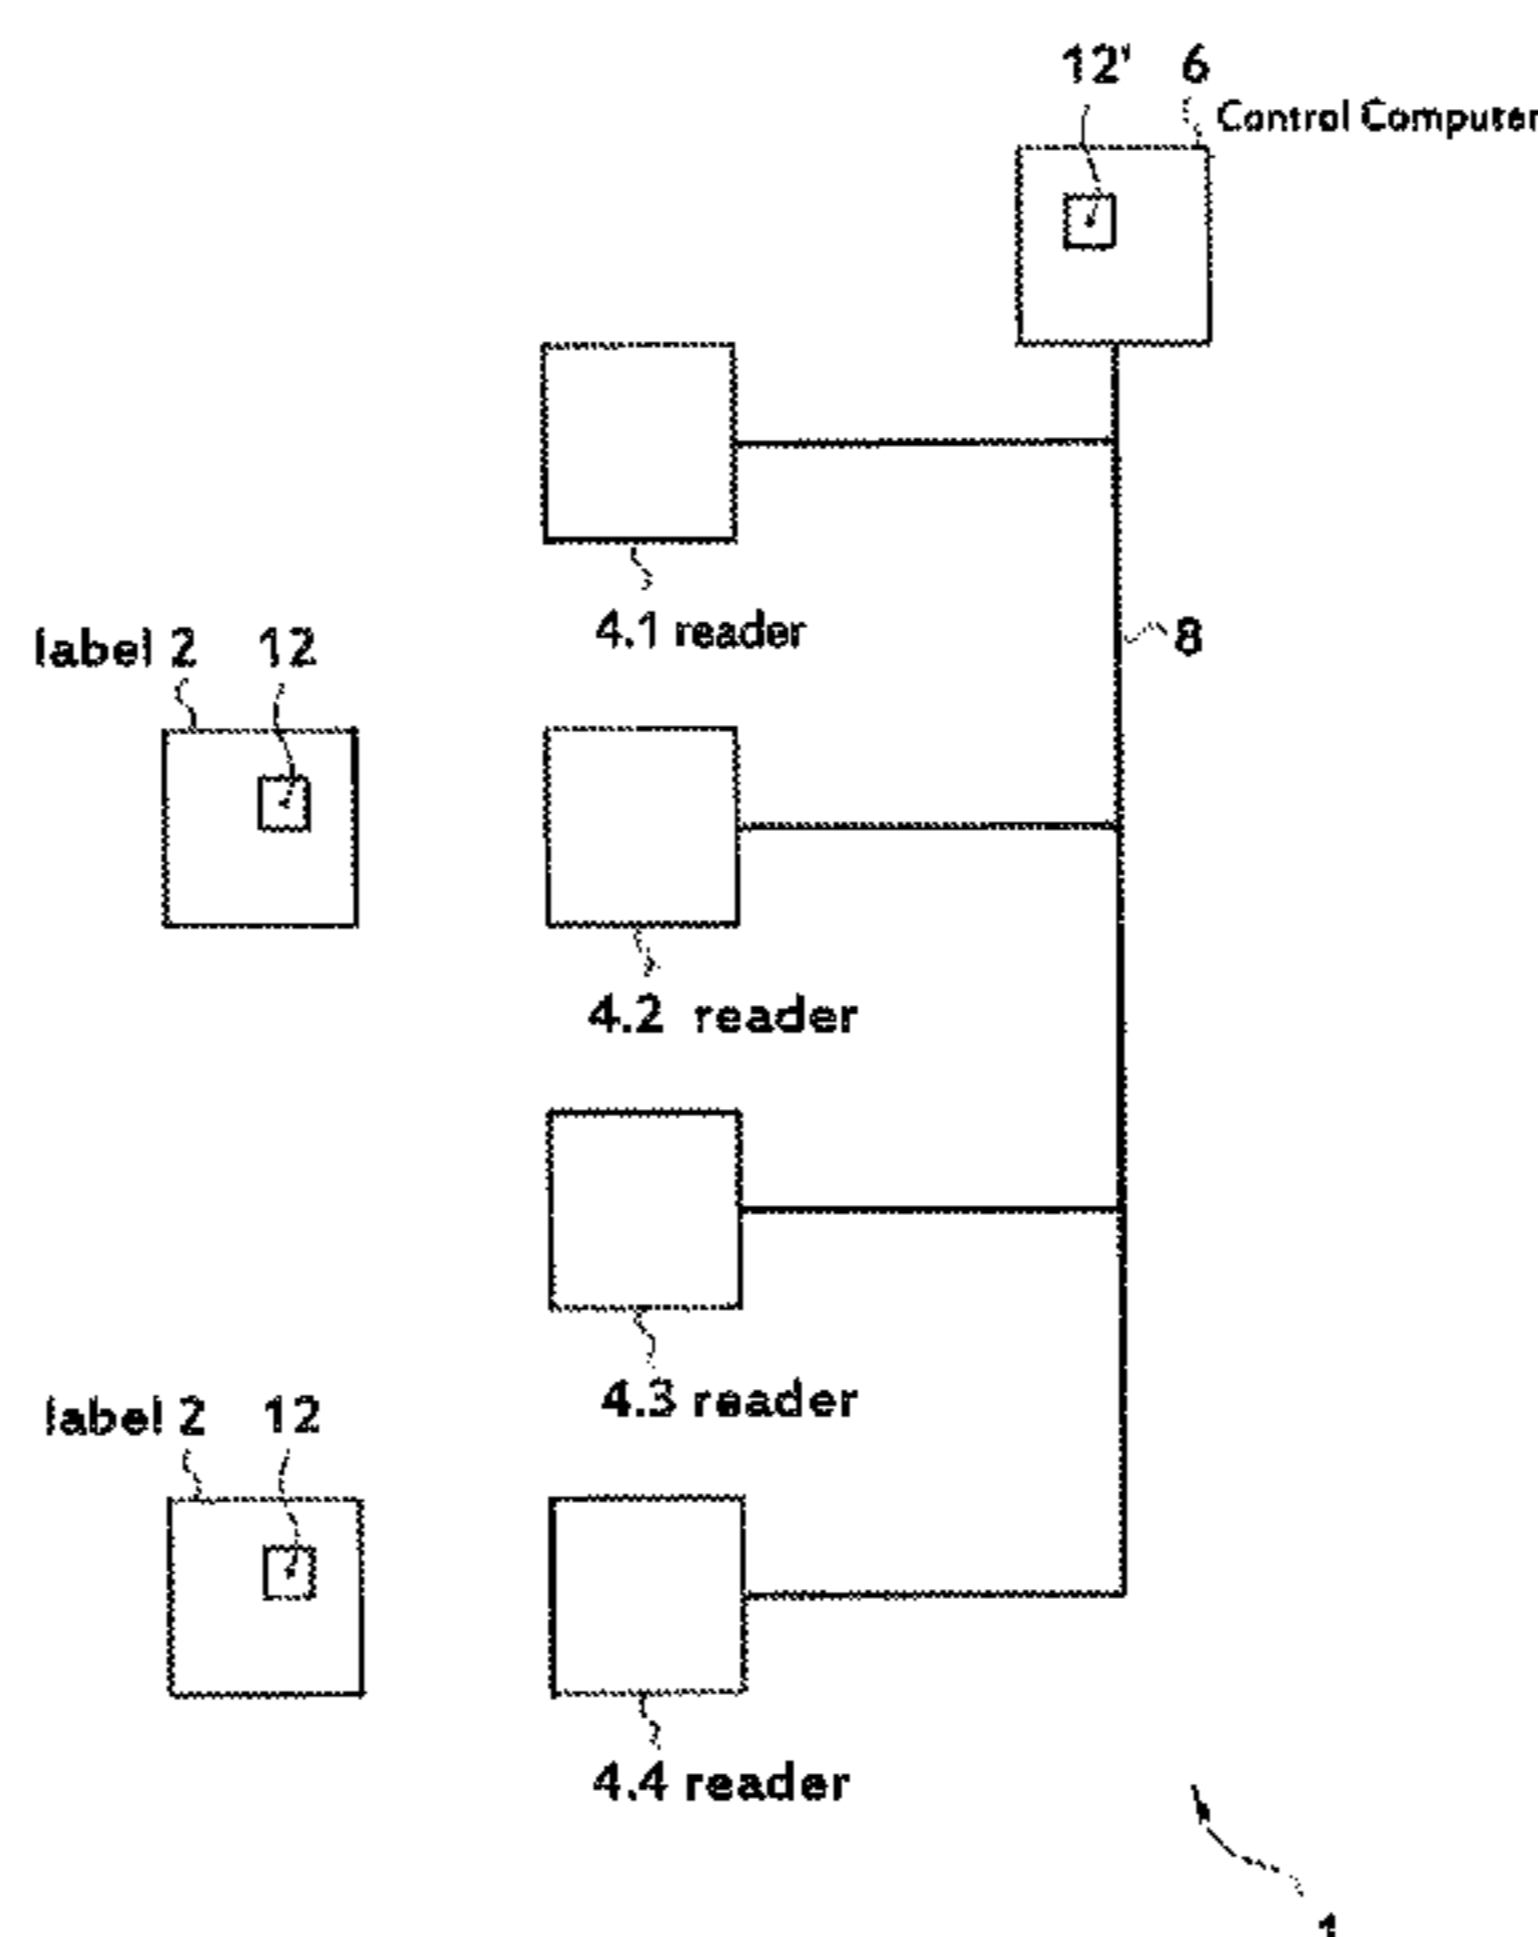 12' 6
Control Computer
4.1 reader
8
label 2 12
4.2 reader
4.3 reader
label 2 12
4.4 reader
1